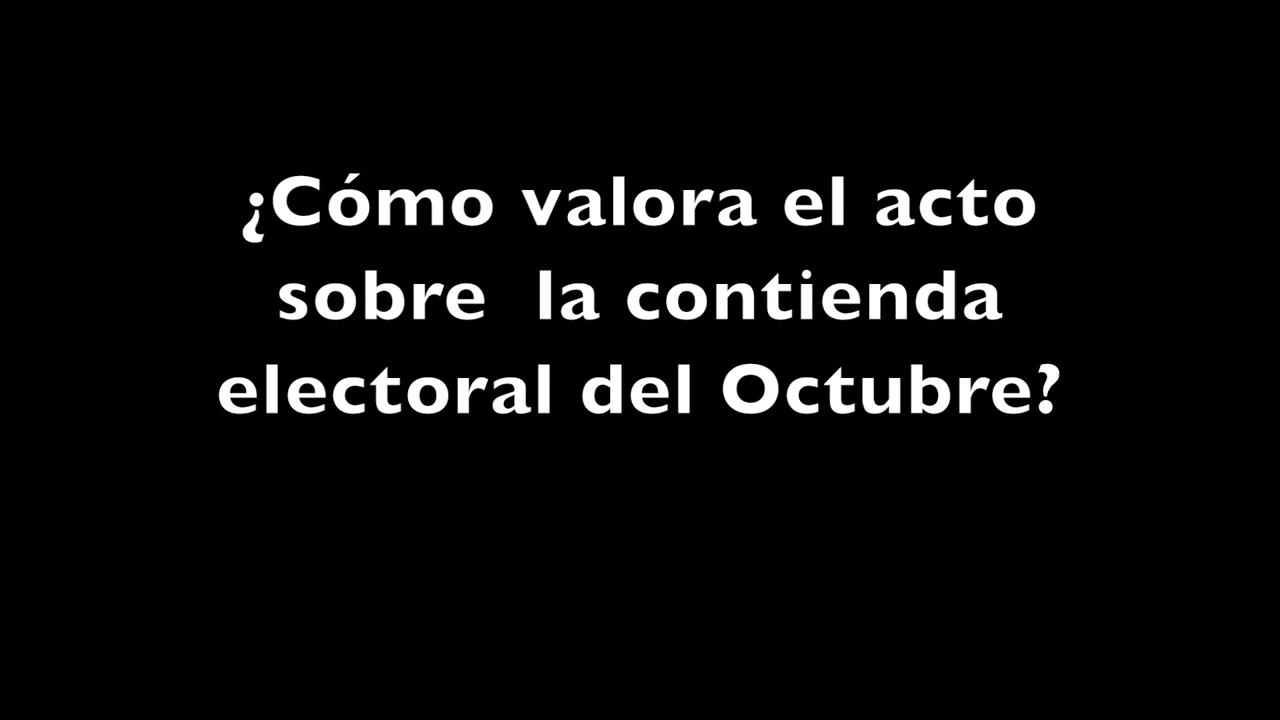 ¿Cómo valora el acto
sobre  la contienda
electoral del Octubre?